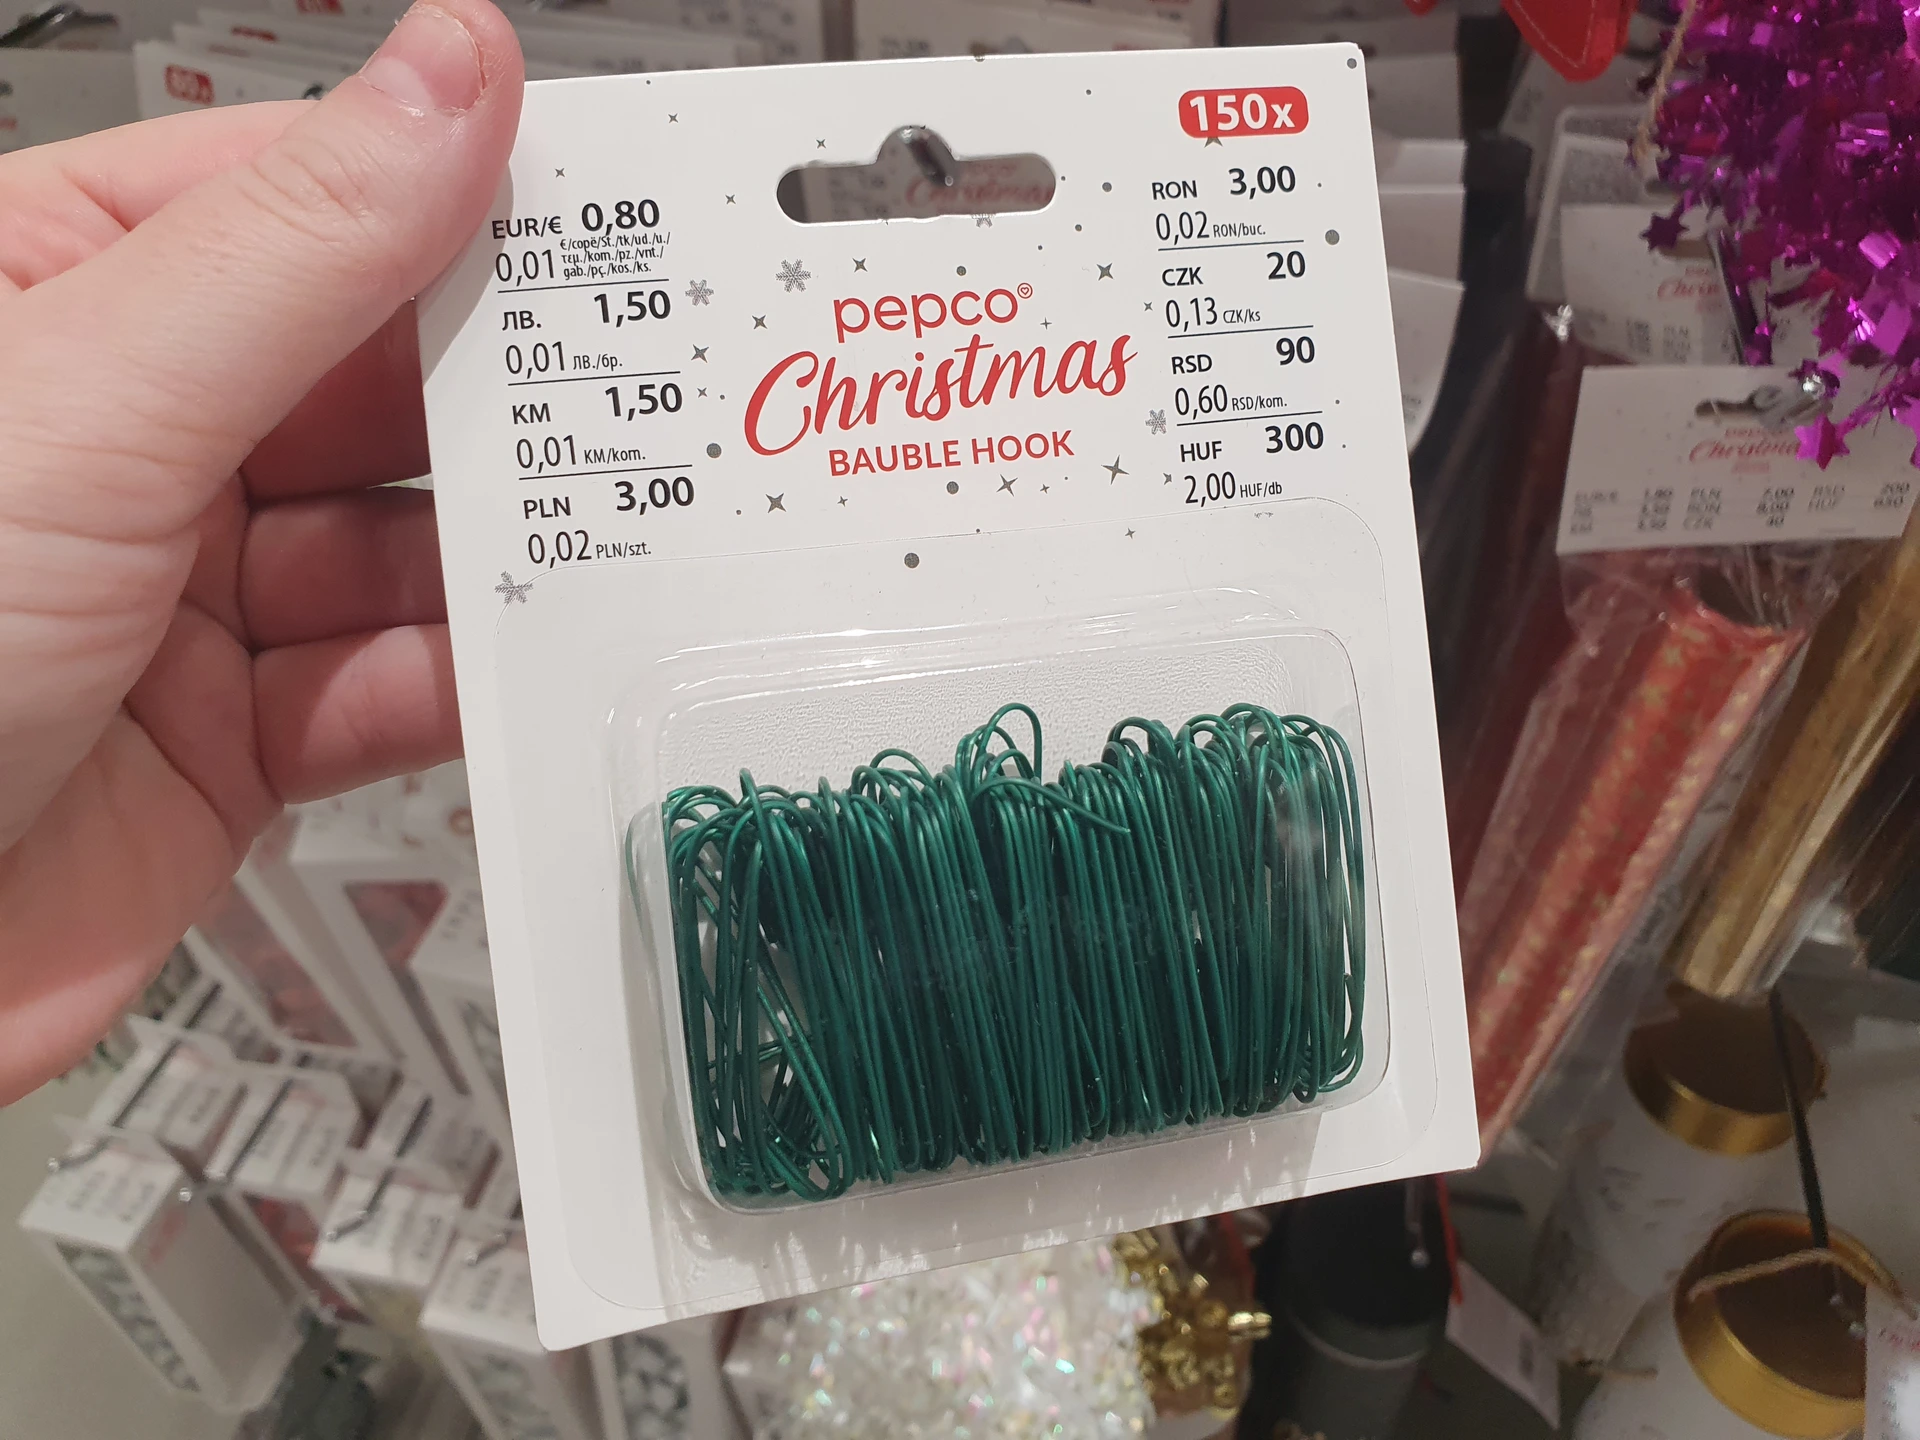 150x
EUR/€ 0,80
0,01 €/copë/St./tk/ud./u./
τεμ./kom./pz./vnt./
gab./pç./kos./ks.
ЛВ. 1,50
0,01 ЛВ./бр.
KM 1,50
0,01 KM/kom.
PLN 3,00
0,02 PLN/szt.
pepco
Christmas
BAUBLE HOOK
RON 3,00
0,02 RON/buc.
CZK 20
0,13 CZK/ks
RSD 90
0,60 RSD/kom.
HUF 300
2,00 HUF/db
Christmas
pepco
Christmas